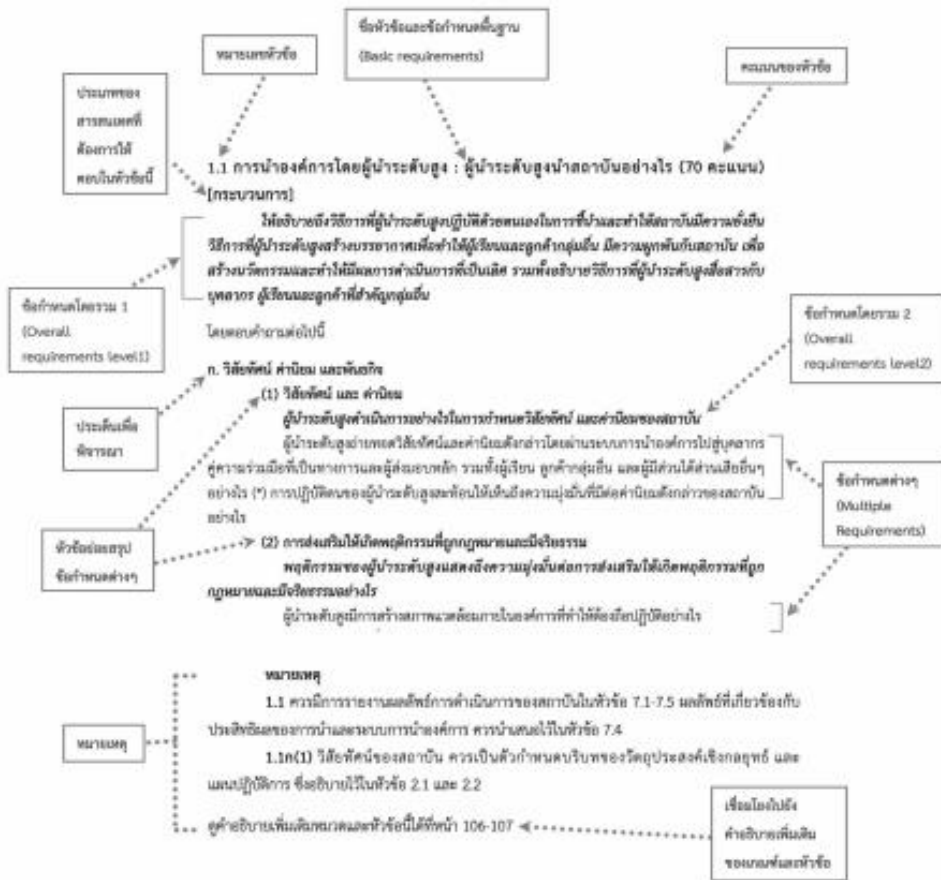 ชื่อหัวข้อและข้อกำหนดพื้นฐาน
(Basic requirements)
หมายเลขหัวข้อ
คะแนนของหัวข้อ
ประเภทของ
สารสนเทศที่
ต้องการให้
ตอบในหัวข้อนี้
1.1 การนำองค์การโดยผู้นำระดับสูง : ผู้นำระดับสูงนำสถาบันอย่างไร (70 คะแนน)
[กระบวนการ]
ให้อธิบายถึงวิธีการที่ผู้นำระดับสูงปฏิบัติด้วยตนเองในการชี้นำและทำให้สถาบันมีความยั่งยืน
วิธีการที่ผู้นำระดับสูงสร้างบรรยากาศเพื่อทำให้ผู้เรียนและลูกค้ากลุ่มอื่น มีความผูกพันกับสถาบัน เพื่อ
สร้างนวัตกรรมและทำให้มีผลการดำเนินการที่เป็นเลิศ รวมทั้งอธิบายวิธีการที่ผู้นำระดับสูงสื่อสารกับ
บุคลากร ผู้เรียนและลูกค้าที่สำคัญกลุ่มอื่น
ข้อกำหนดโดยรวม 1
(Overall
requirements level1)
ข้อกำหนดโดยรวม 2
(Overall
requirements level2)
โดยตอบคำถามต่อไปนี้
ก. วิสัยทัศน์ ค่านิยม และพันธกิจ
(1) วิสัยทัศน์ และ ค่านิยม
ผู้นำระดับสูงดำเนินการอย่างไรในการกำหนดวิสัยทัศน์ และค่านิยมของสถาบัน
ประเด็นเพื่อ
พิจารณา
ผู้นำระดับสูงถ่ายทอดวิสัยทัศน์และค่านิยมดังกล่าวโดยผ่านระบบการนำองค์การไปสู่บุคลากร
คู่ความร่วมมือที่เป็นทางการและผู้ส่งมอบหลัก รวมทั้งผู้เรียน ลูกค้ากลุ่มอื่น และผู้มีส่วนได้ส่วนเสียอื่นๆ
อย่างไร (*) การปฏิบัติตนของผู้นำระดับสูงสะท้อนให้เห็นถึงความมุ่งมั่นที่มีต่อค่านิยมดังกล่าวของสถาบัน
อย่างไร
ข้อกำหนดต่างๆ
(Multiple
Requirements)
หัวข้อย่อยสรุป
ข้อกำหนดต่างๆ
(2) การส่งเสริมให้เกิดพฤติกรรมที่ถูกกฎหมายและมีจริยธรรม
พฤติกรรมของผู้นำระดับสูงแสดงถึงความมุ่งมั่นต่อการส่งเสริมให้เกิดพฤติกรรมที่ถูก
กฎหมายและมีจริยธรรมอย่างไร
ผู้นำระดับสูงมีการสร้างสภาพแวดล้อมภายในองค์การที่ทำให้ต้องถือปฏิบัติอย่างไร
หมายเหตุ
หมายเหตุ
1.1 ควรมีการรายงานผลลัพธ์การดำเนินการของสถาบันในหัวข้อ 7.1-7.5 ผลลัพธ์ที่เกี่ยวข้องกับ
ประสิทธิผลของการนำและระบบการนำองค์การ ควรนำเสนอไว้ในหัวข้อ 7.4
1.1ก(1) วิสัยทัศน์ของสถาบัน ควรเป็นตัวกำหนดบริบทของวัตถุประสงค์เชิงกลยุทธ์ และ
แผนปฏิบัติการ ซึ่งอธิบายไว้ในหัวข้อ 2.1 และ 2.2
ดูคำอธิบายเพิ่มเติมหมวดและหัวข้อนี้ได้ที่หน้า 106-107
เชื่อมโยงไปยัง
คำอธิบายเพิ่มเติม
ของเกณฑ์และหัวข้อ